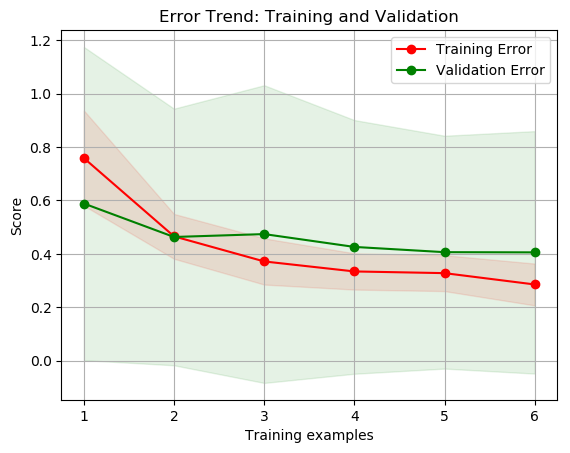 Error Trend: Training and Validation
Training Error
Validation Error
Score
1.2
1.0
0.8
0.6
0.4
0.2
0.0
1 2 3 4 5 6
Training examples